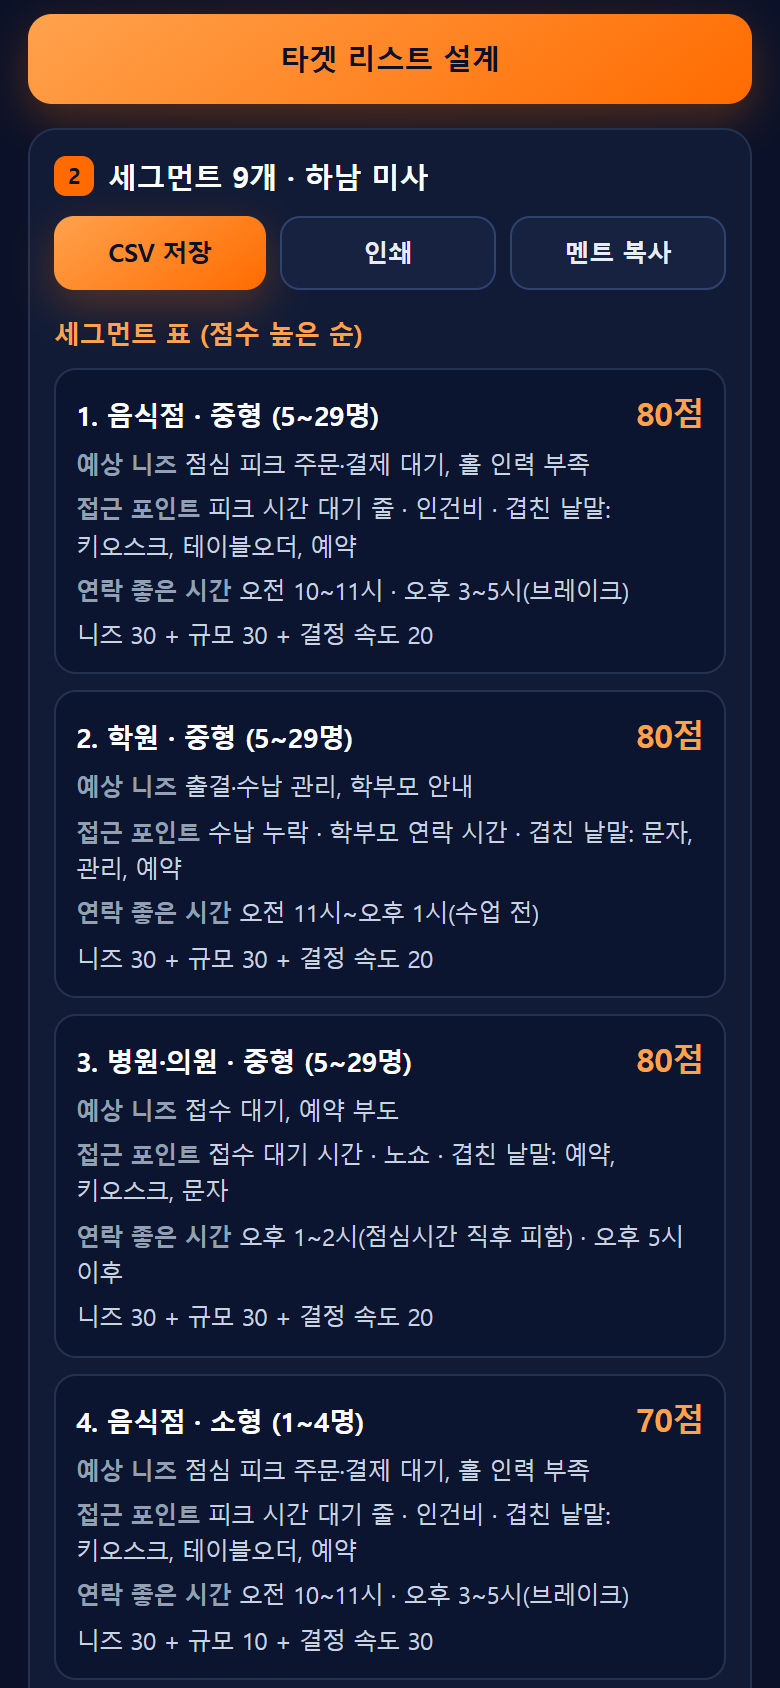 타겟 리스트 설계
2 세그먼트 9개 · 하남 미사
CSV 저장 인쇄 멘트 복사
세그먼트 표 (점수 높은 순)
1. 음식점 · 중형 (5~29명) 80점
예상 니즈 점심 피크 주문·결제 대기, 홀 인력 부족
접근 포인트 피크 시간 대기 줄 · 인건비 · 겹친 낱말:
키오스크, 테이블오더, 예약
연락 좋은 시간 오전 10~11시 · 오후 3~5시(브레이크)
니즈 30 + 규모 30 + 결정 속도 20
2. 학원 · 중형 (5~29명) 80점
예상 니즈 출결·수납 관리, 학부모 안내
접근 포인트 수납 누락 · 학부모 연락 시간 · 겹친 낱말: 문자,
관리, 예약
연락 좋은 시간 오전 11시~오후 1시(수업 전)
니즈 30 + 규모 30 + 결정 속도 20
3. 병원·의원 · 중형 (5~29명) 80점
예상 니즈 접수 대기, 예약 부도
접근 포인트 접수 대기 시간 · 노쇼 · 겹친 낱말: 예약,
키오스크, 문자
연락 좋은 시간 오후 1~2시(점심시간 직후 피함) · 오후 5시
이후
니즈 30 + 규모 30 + 결정 속도 20
4. 음식점 · 소형 (1~4명) 70점
예상 니즈 점심 피크 주문·결제 대기, 홀 인력 부족
접근 포인트 피크 시간 대기 줄 · 인건비 · 겹친 낱말:
키오스크, 테이블오더, 예약
연락 좋은 시간 오전 10~11시 · 오후 3~5시(브레이크)
니즈 30 + 규모 10 + 결정 속도 30